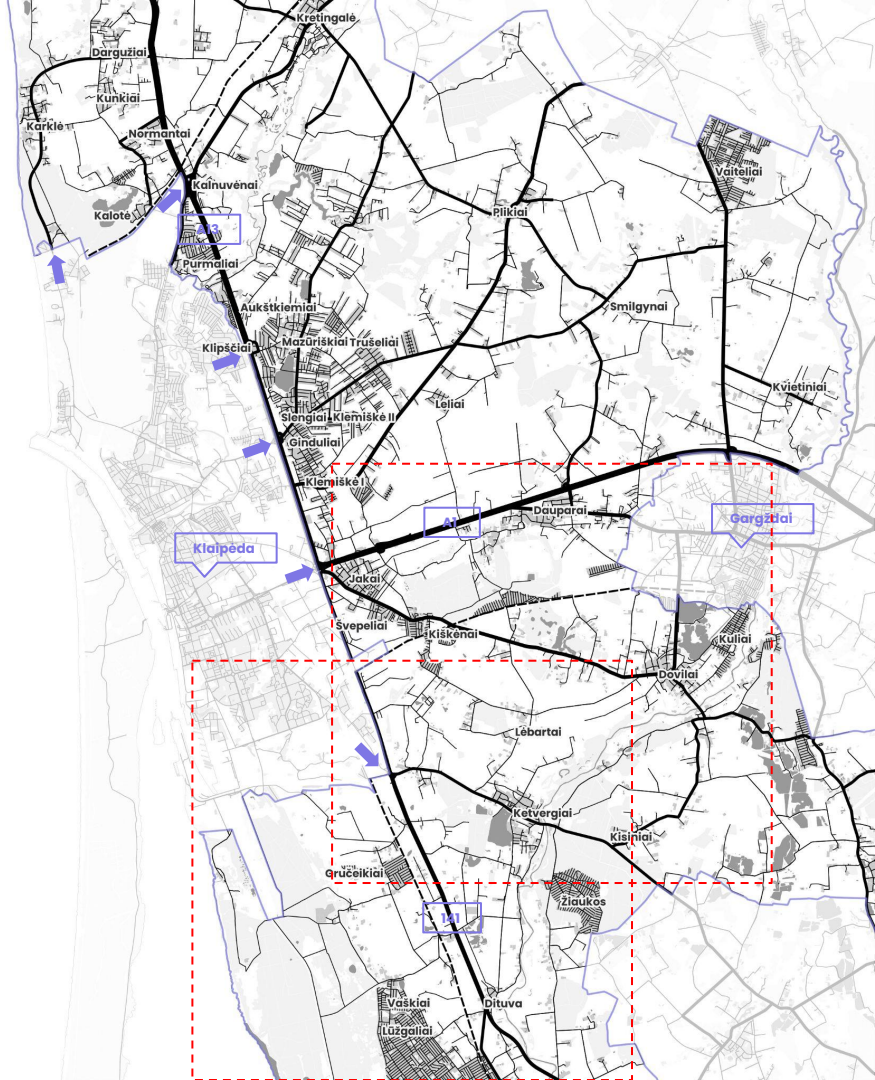 Kretingalė
Dargužiai
Kunkiai
Karklė
Normantai
Vaiteliai
Kalnuvėnai
Kalotė
Plikiai
A13
Purmaliai
Aukštkiemiai
Smilgynai
Klipščiai
Mazūriškiai
Trušeliai
Kvietiniai
Leliai
Slengiai
Klemiškė II
Ginduliai
Klemiškė I
Dauparai
A1
Gargždai
Klaipėda
Jakai
Švepeliai
Kiškėnai
Kuliai
Dovilai
Lėbartai
Ketvergiai
Kisiniai
Gručeikiai
Žiaukos
141
Vaškiai
Dituva
Lūžgaliai